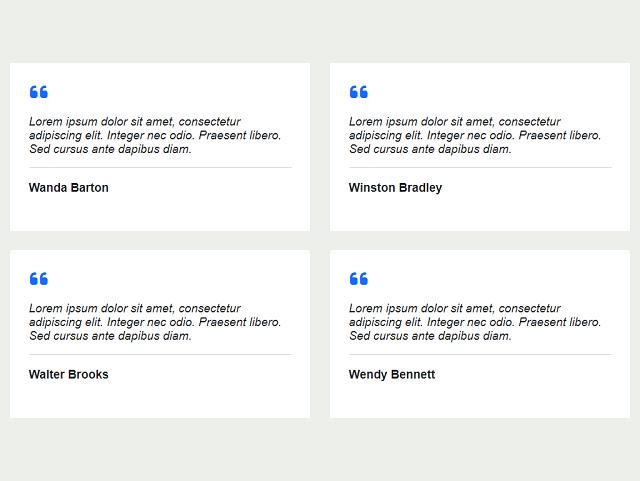 Lorem ipsum dolor sit amet, consectetur
adipiscing elit. Integer nec odio. Praesent libero.
Sed cursus ante dapibus diam.
Wanda Barton
Lorem ipsum dolor sit amet, consectetur
adipiscing elit. Integer nec odio. Praesent libero.
Sed cursus ante dapibus diam.
Winston Bradley
Lorem ipsum dolor sit amet, consectetur
adipiscing elit. Integer nec odio. Praesent libero.
Sed cursus ante dapibus diam.
Walter Brooks
Lorem ipsum dolor sit amet, consectetur
adipiscing elit. Integer nec odio. Praesent libero.
Sed cursus ante dapibus diam.
Wendy Bennett